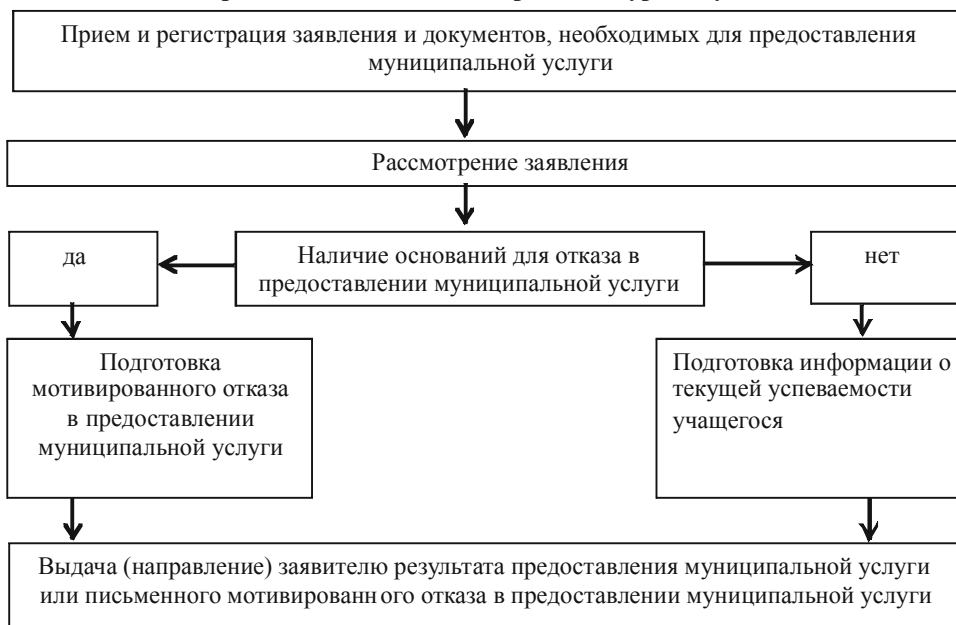 Прием и регистрация заявления и документов, необходимых для предоставления
муниципальной услуги
Рассмотрение заявления
да
Наличие оснований для отказа в
предоставлении муниципальной услуги
нет
Подготовка
мотивированного отказа
в предоставлении
муниципальной услуги
Подготовка информации о
текущей успеваемости
учащегося
Выдача (направление) заявителю результата предоставления муниципальной услуги
или письменного мотивированного отказа в предоставлении муниципальной услуги